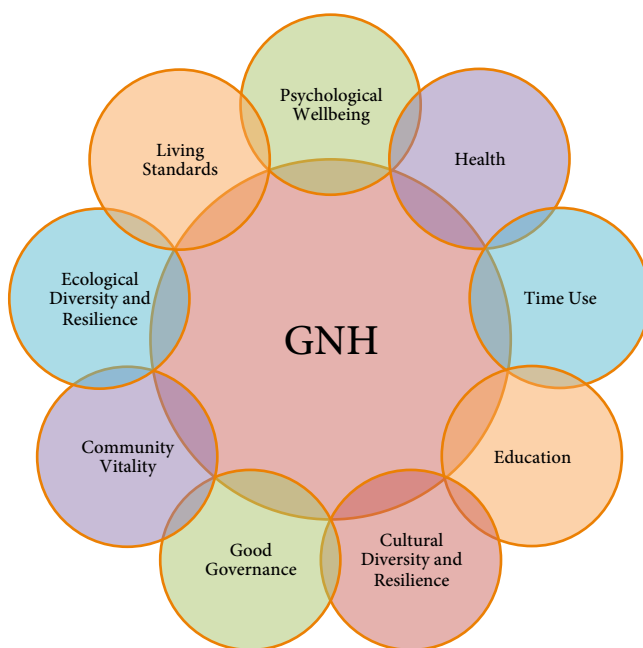 Psychological
Wellbeing
Health
Time Use
Education
Cultural
Diversity and
Resilience
Good
Governance
Community
Vitality
Ecological
Diversity and
Resilience
Living
Standards
GNH